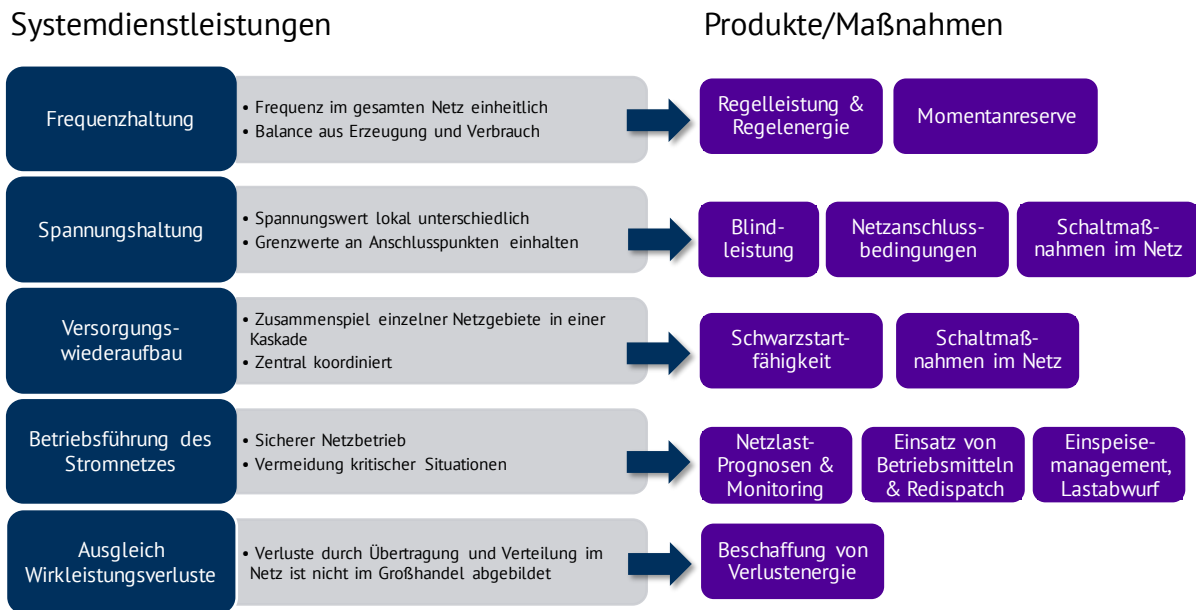 Systemdienstleistungen
Produkte/Maßnahmen
Frequenzhaltung
• Frequenz im gesamten Netz einheitlich
• Balance aus Erzeugung und Verbrauch
Regelleistung &
Regelenergie
Momentanreserve
Spannungshaltung
• Spannungswert lokal unterschiedlich
• Grenzwerte an Anschlusspunkten einhalten
Blind-
leistung
Netzanschluss-
bedingungen
Schaltmaß-
nahmen im Netz
Versorgungs-
wiederaufbau
• Zusammenspiel einzelner Netzgebiete in einer
Kaskade
• Zentral koordiniert
Schwarzstart-
fähigkeit
Schaltmaß-
nahmen im Netz
Betriebsführung des
Stromnetzes
• Sicherer Netzbetrieb
• Vermeidung kritischer Situationen
Netzlast-
Prognosen &
Monitoring
Einsatz von
Betriebsmitteln
& Redispatch
Einspeise-
management,
Lastabwurf
Ausgleich
Wirkleistungsverluste
• Verluste durch Übertragung und Verteilung im
Netz ist nicht im Großhandel abgebildet
Beschaffung von
Verlustenergie